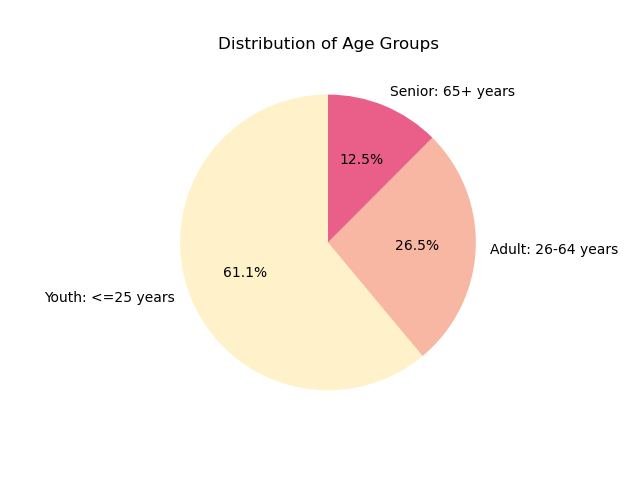 Distribution of Age Groups
Senior: 65+ years
12.5%
26.5%
Adult: 26-64 years
61.1%
Youth: <=25 years